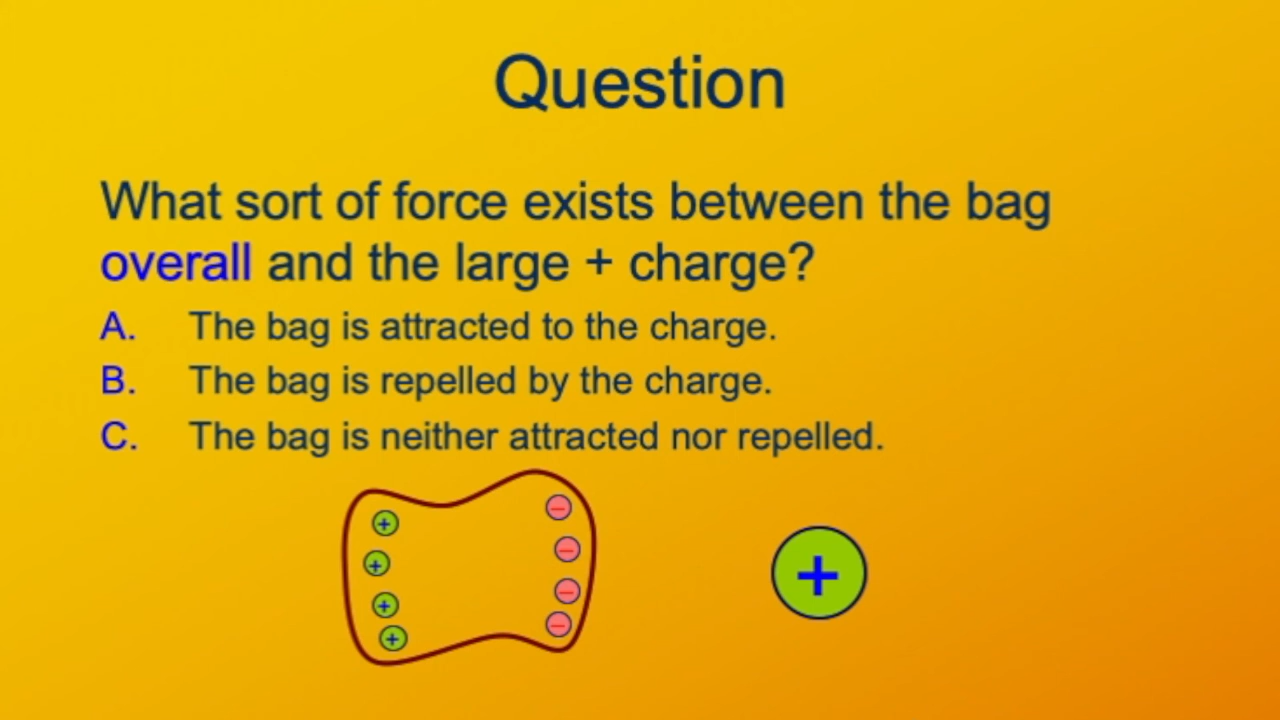 Question
What sort of force exists between the bag
overall and the large + charge?
A. The bag is attracted to the charge.
B. The bag is repelled by the charge.
C. The bag is neither attracted nor repelled.
+ −
+ −
+ −
+ −
+